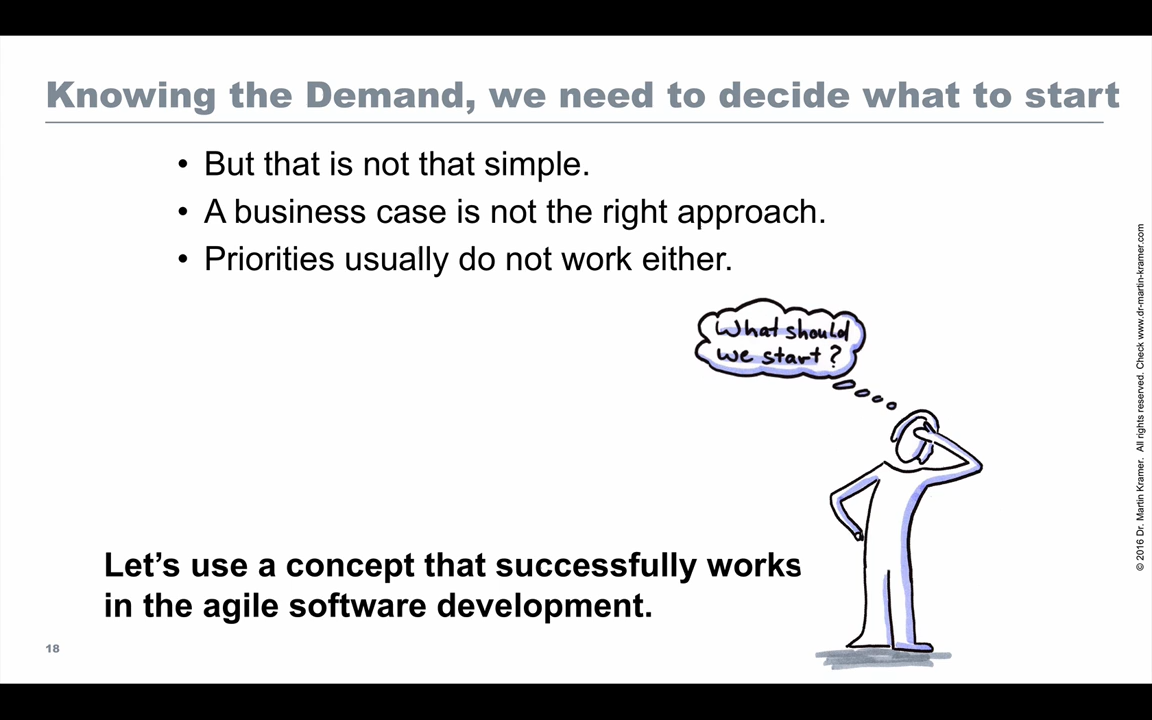 Knowing the Demand, we need to decide what to start
• But that is not that simple.
• A business case is not the right approach.
• Priorities usually do not work either.
What should
we start?
Let’s use a concept that successfully works
in the agile software development.
18
© 2016 Dr. Martin Kramer. All rights reserved. Check www.dr-martin-kramer.com